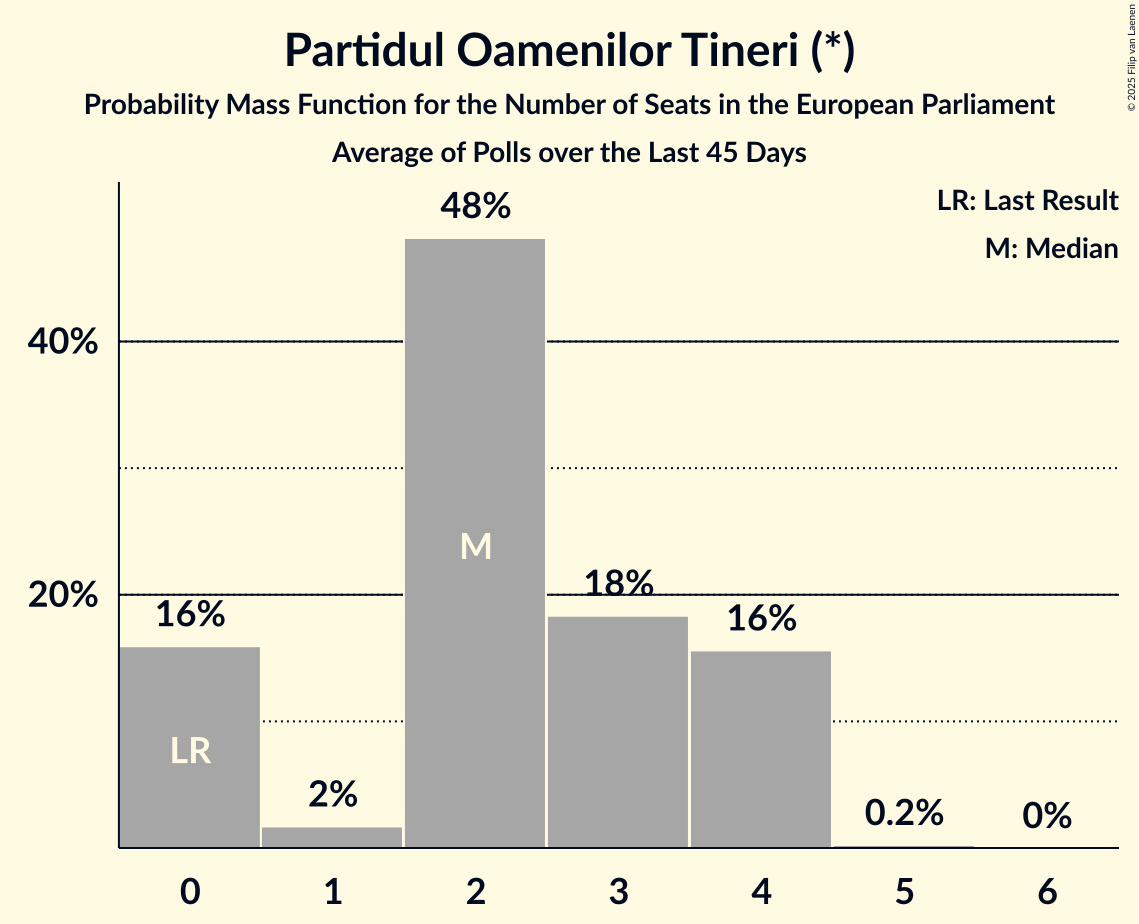 Partidul Oamenilor Tineri (*)
Probability Mass Function for the Number of Seats in the European Parliament
Average of Polls over the Last 45 Days
© 2025 Filip van Laenen
LR: Last Result
M: Median
48%
40%
M
18%
20%
16%
16%
LR
2%
0.2%
0%
0 1 2 3 4 5 6